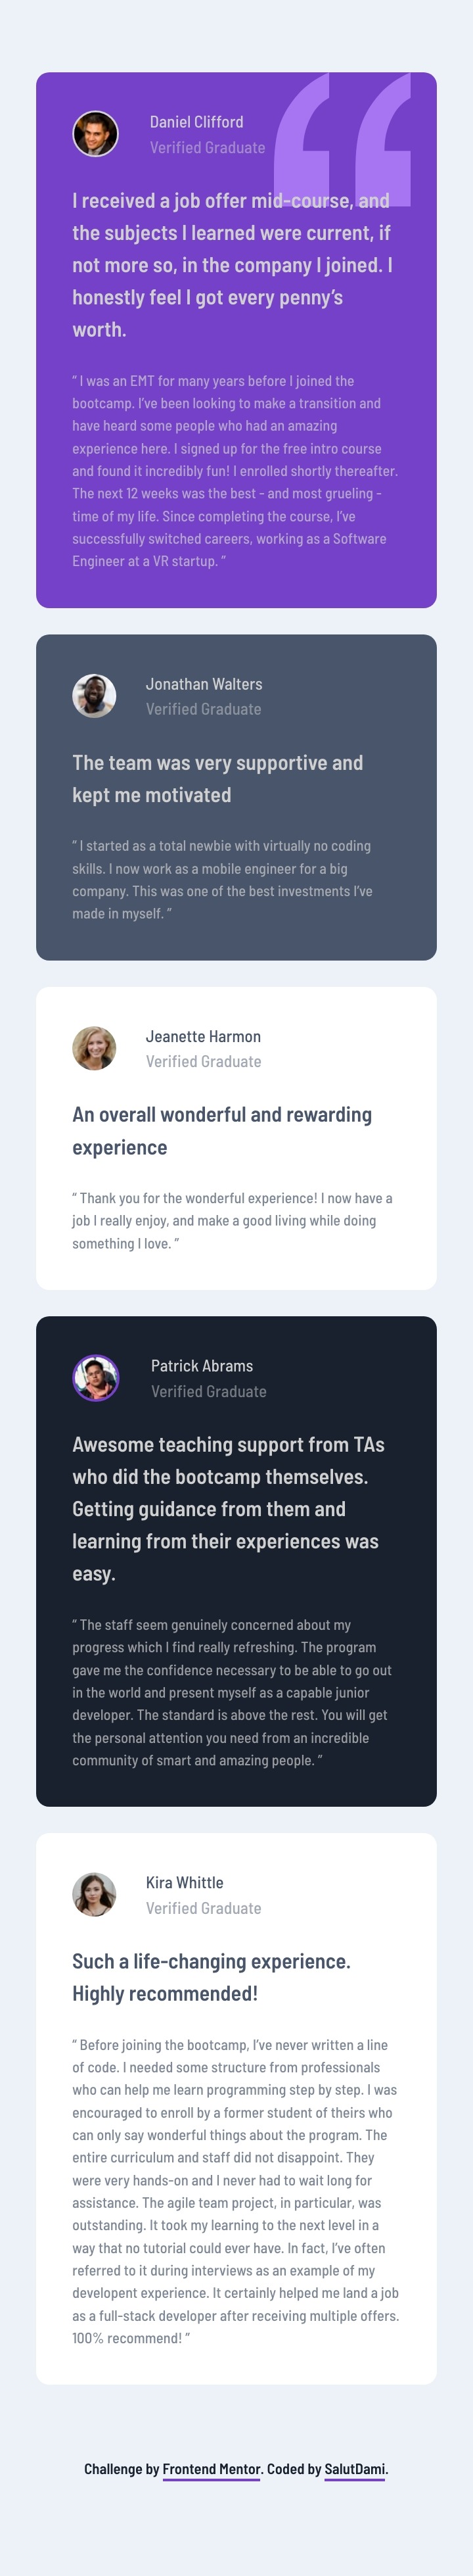 Daniel Clifford
Verified Graduate
I received a job offer mid-course, and
the subjects I learned were current, if
not more so, in the company I joined. I
honestly feel I got every penny’s
worth.
“ I was an EMT for many years before I joined the
bootcamp. I’ve been looking to make a transition and
have heard some people who had an amazing
experience here. I signed up for the free intro course
and found it incredibly fun! I enrolled shortly thereafter.
The next 12 weeks was the best - and most grueling -
time of my life. Since completing the course, I’ve
successfully switched careers, working as a Software
Engineer at a VR startup. ”
Jonathan Walters
Verified Graduate
The team was very supportive and
kept me motivated
“ I started as a total newbie with virtually no coding
skills. I now work as a mobile engineer for a big
company. This was one of the best investments I’ve
made in myself. ”
Jeanette Harmon
Verified Graduate
An overall wonderful and rewarding
experience
“ Thank you for the wonderful experience! I now have a
job I really enjoy, and make a good living while doing
something I love. ”
Patrick Abrams
Verified Graduate
Awesome teaching support from TAs
who did the bootcamp themselves.
Getting guidance from them and
learning from their experiences was
easy.
“ The staff seem genuinely concerned about my
progress which I find really refreshing. The program
gave me the confidence necessary to be able to go out
in the world and present myself as a capable junior
developer. The standard is above the rest. You will get
the personal attention you need from an incredible
community of smart and amazing people. ”
Kira Whittle
Verified Graduate
Such a life-changing experience.
Highly recommended!
“ Before joining the bootcamp, I’ve never written a line
of code. I needed some structure from professionals
who can help me learn programming step by step. I was
encouraged to enroll by a former student of theirs who
can only say wonderful things about the program. The
entire curriculum and staff did not disappoint. They
were very hands-on and I never had to wait long for
assistance. The agile team project, in particular, was
outstanding. It took my learning to the next level in a
way that no tutorial could ever have. In fact, I’ve often
referred to it during interviews as an example of my
developent experience. It certainly helped me land a job
as a full-stack developer after receiving multiple offers.
100% recommend! ”
Challenge by Frontend Mentor. Coded by SalutDami.